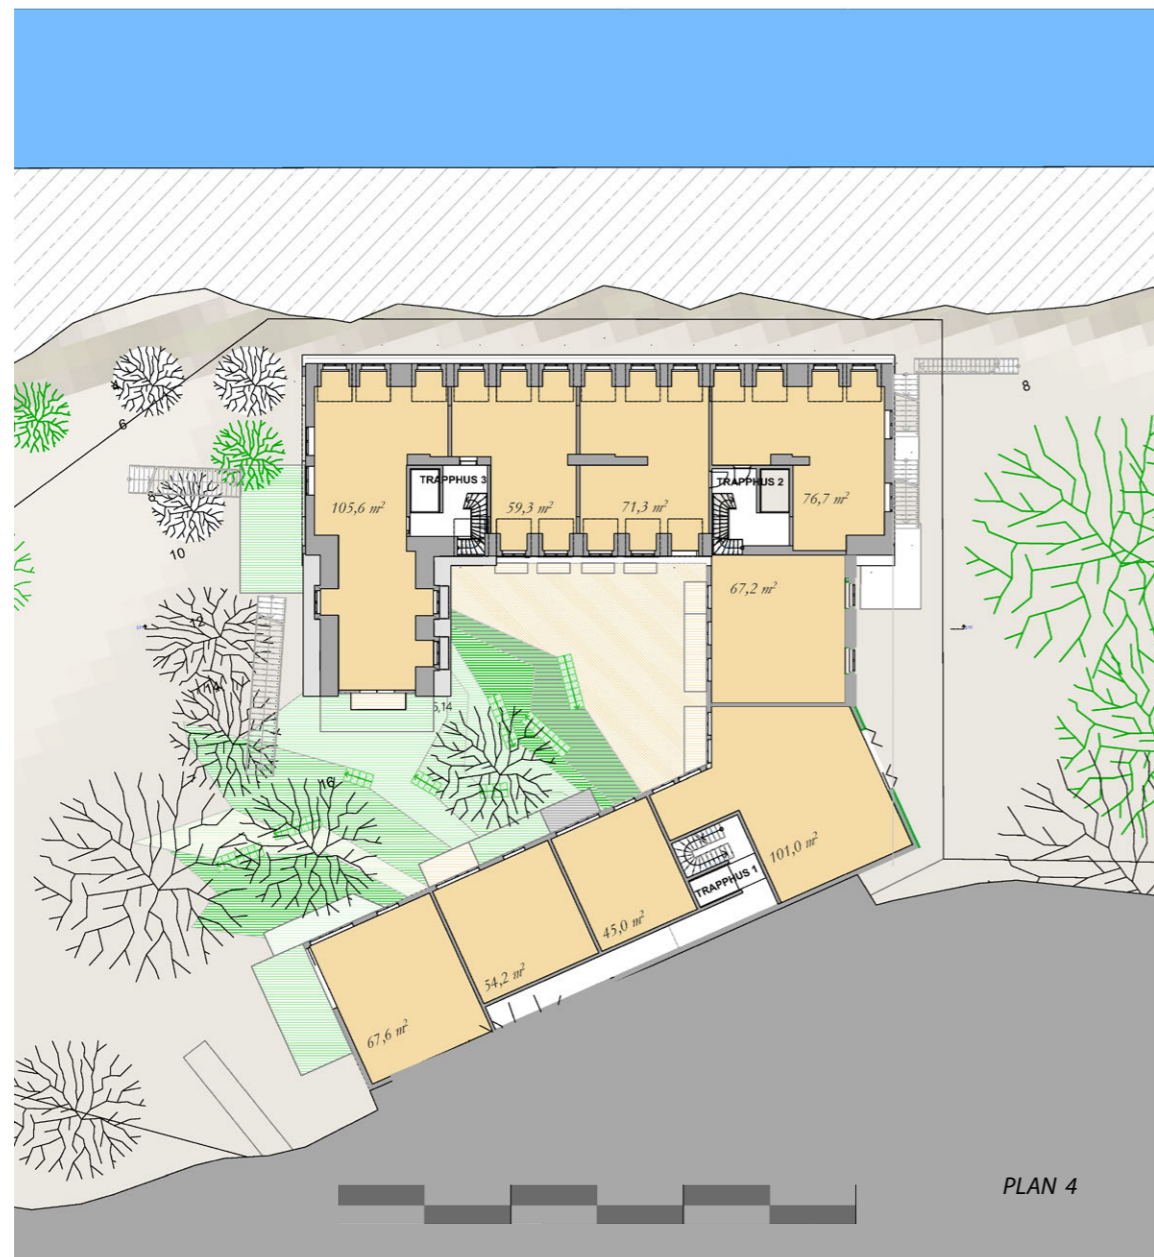 4
8
6
TRAPPHUS 3
TRAPPHUS 2
8
105,6 m²
59,3 m²
71,3 m²
76,7 m²
10
67,2 m²
12
14
5,14
16
101,0 m²
TRAPPHUS 1
45,0 m²
54,2 m²
67,6 m²
PLAN 4